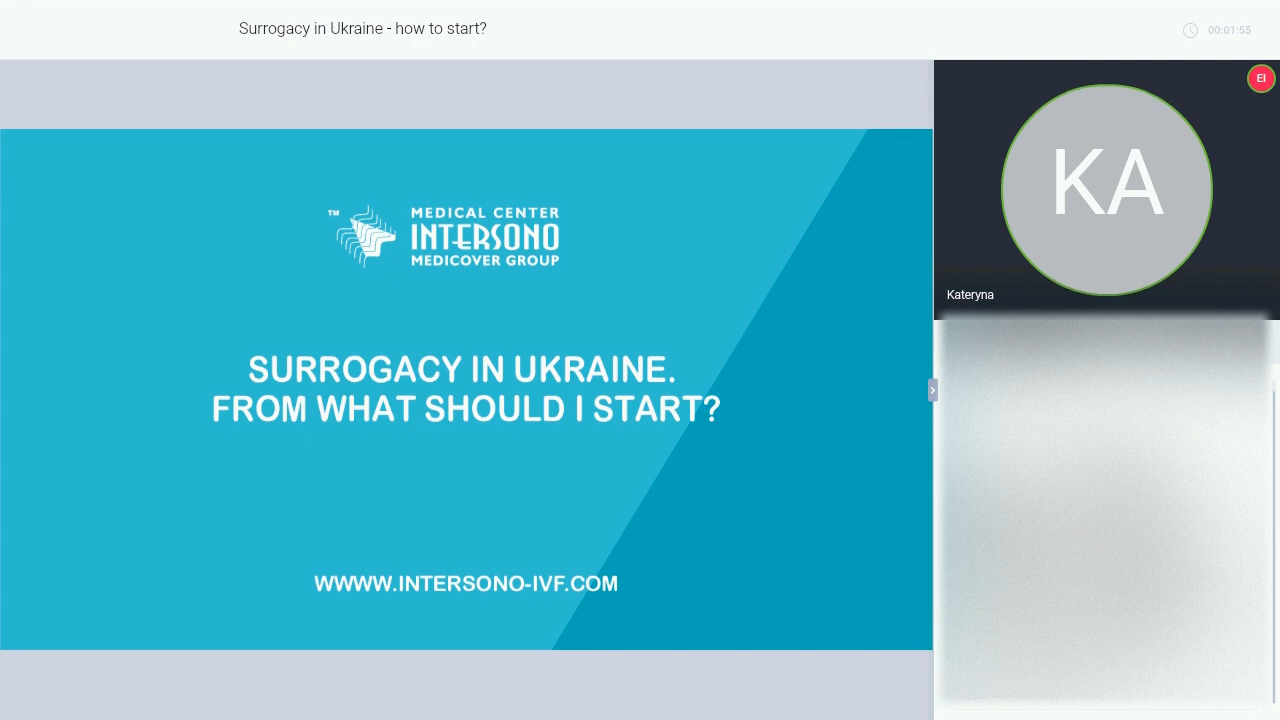 Surrogacy in Ukraine - how to start?
00:01:55
EI
KA
Kateryna
TM
MEDICAL CENTER
INTERSONO
MEDICOVER GROUP
SURROGACY IN UKRAINE.
FROM WHAT SHOULD I START?
WWWW.INTERSONO-IVF.COM